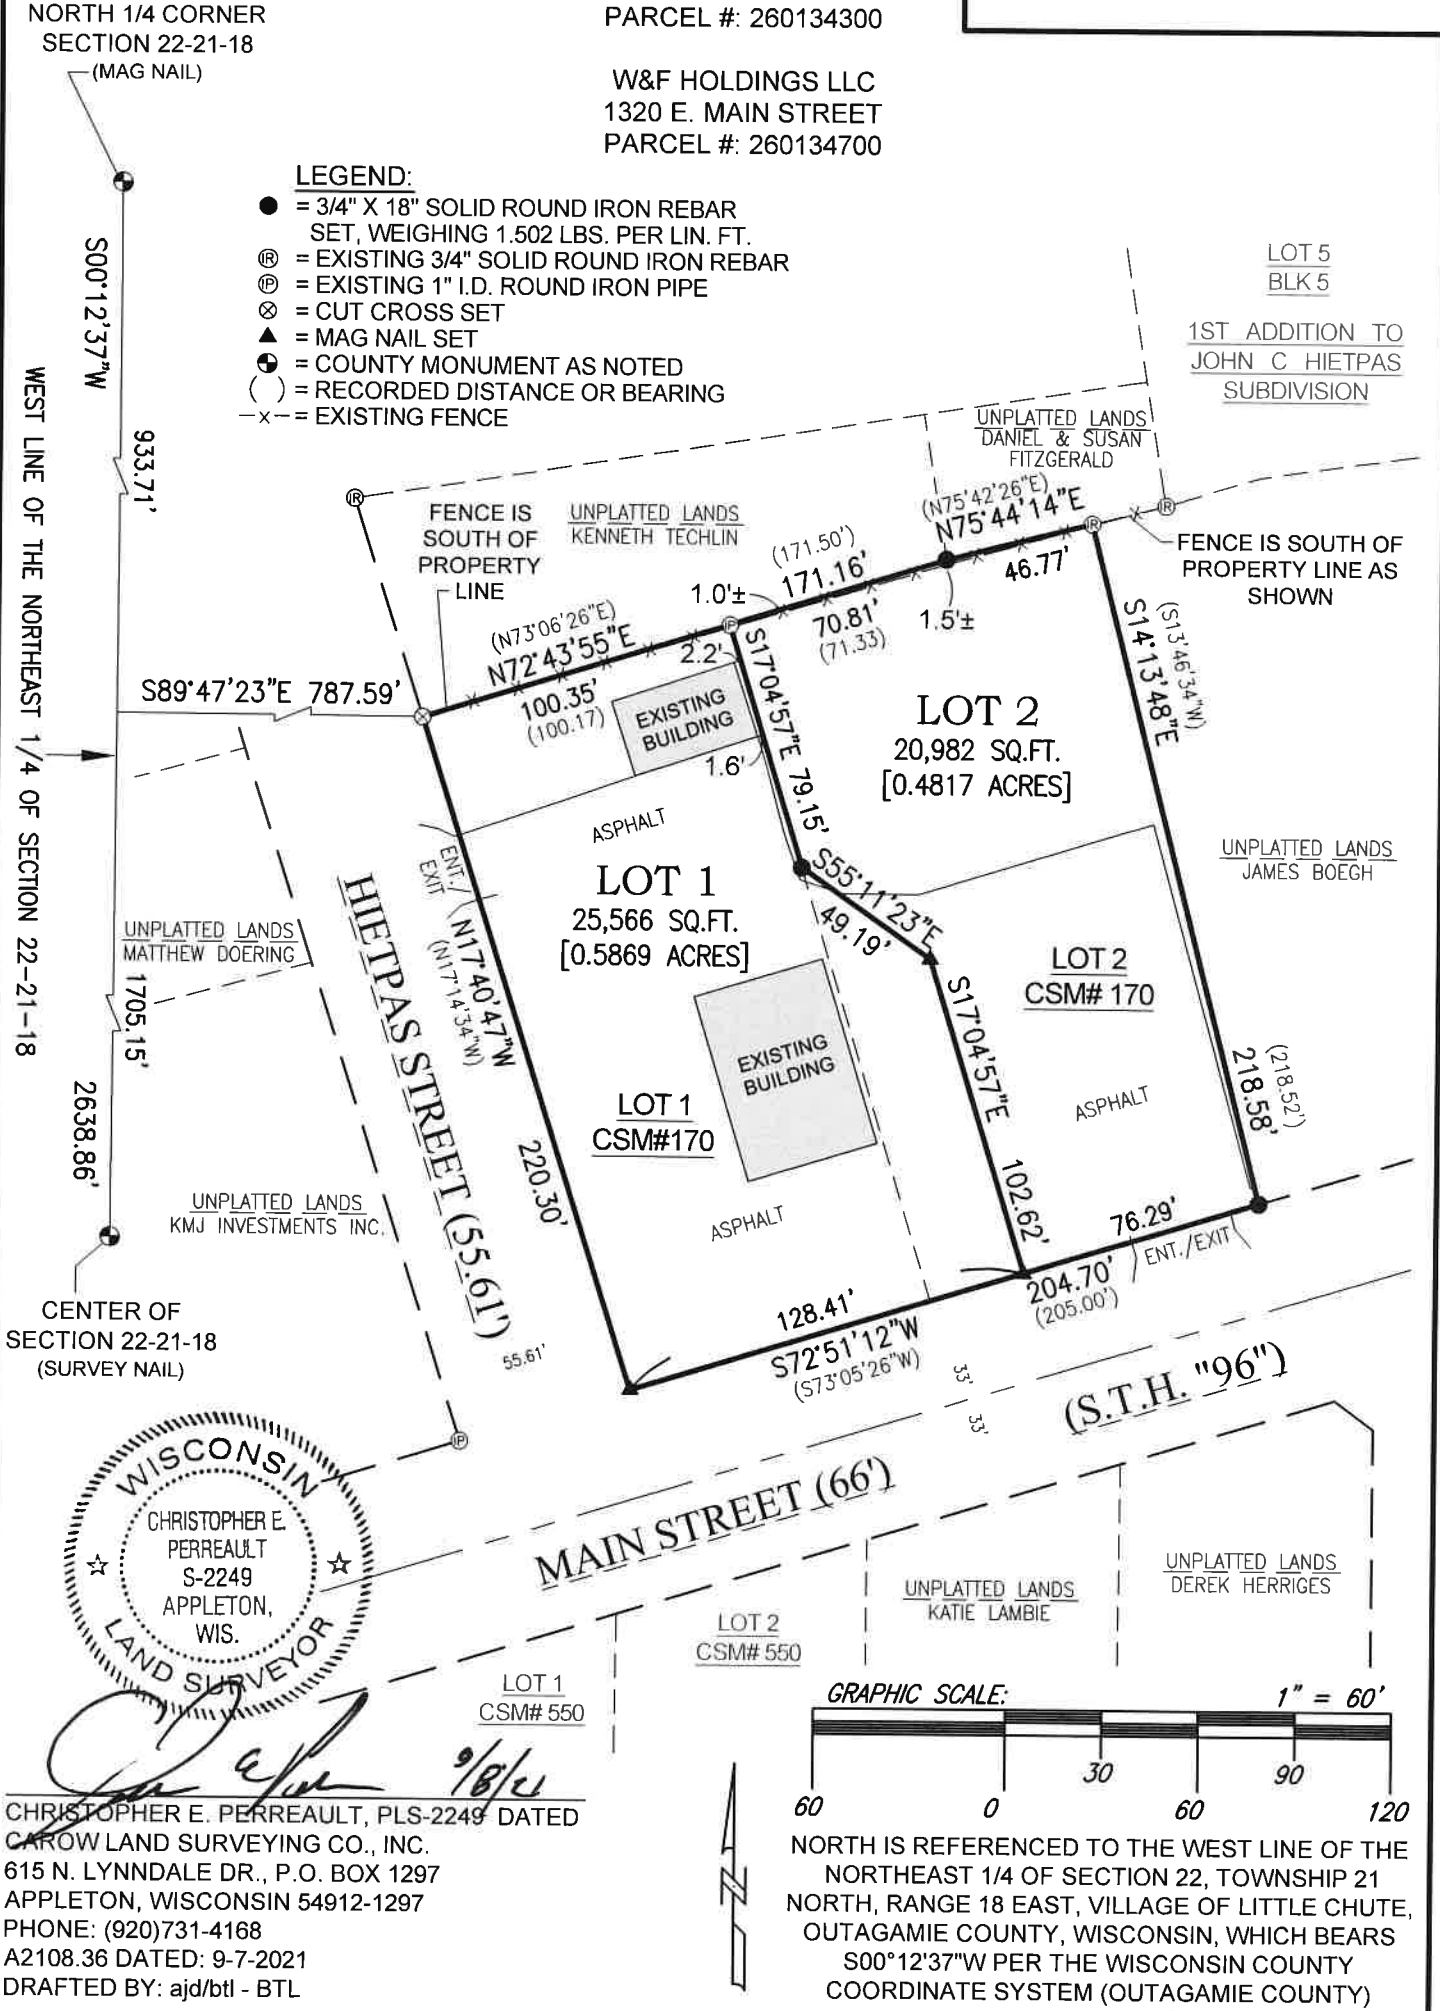 NORTH 1/4 CORNER
SECTION 22-21-18
(MAG NAIL)
PARCEL #: 260134300
W&F HOLDINGS LLC
1320 E. MAIN STREET
PARCEL #: 260134700
LEGEND:
= 3/4" X 18" SOLID ROUND IRON REBAR
SET, WEIGHING 1.502 LBS. PER LIN. FT.
IR = EXISTING 3/4" SOLID ROUND IRON REBAR
IP = EXISTING 1" I.D. ROUND IRON PIPE
= CUT CROSS SET
= MAG NAIL SET
= COUNTY MONUMENT AS NOTED
( ) = RECORDED DISTANCE OR BEARING
-x- = EXISTING FENCE
S00°12'37"W
933.71'
WEST LINE OF THE NORTHEAST 1/4 OF SECTION 22-21-18
1705.15'
2638.86'
LOT 5
BLK 5
1ST ADDITION TO
JOHN C HIETPAS
SUBDIVISION
UNPLATTED LANDS
DANIEL & SUSAN
FITZGERALD
IR
FENCE IS
SOUTH OF
PROPERTY
LINE
UNPLATTED LANDS
KENNETH TECHLIN
(N75°42'26"E)
N75°44'14"E
46.77'
IR
IR
FENCE IS SOUTH OF
PROPERTY LINE AS
SHOWN
(171.50')
171.16'
70.81'
(71.33)
1.0'±
1.5'±
IP
(N73°06'26"E)
N72°43'55"E
100.35'
(100.17)
2.2'
S89°47'23"E 787.59'
EXISTING
BUILDING
1.6'
S17°04'57"E 79.15'
LOT 2
20,982 SQ.FT.
[0.4817 ACRES]
(S13°46'34"W)
S14°13'48"E
ASPHALT
ENT./
EXIT
LOT 1
25,566 SQ.FT.
[0.5869 ACRES]
S55°11'23"E
49.19'
UNPLATTED LANDS
JAMES BOEGH
UNPLATTED LANDS
MATTHEW DOERING
HIETPAS STREET (55.61')
N17°40'47"W
(N17°14'34"W)
220.30'
LOT 2
CSM# 170
EXISTING
BUILDING
S17°04'57"E
102.62'
ASPHALT
(218.52')
218.58'
LOT 1
CSM#170
ASPHALT
UNPLATTED LANDS
KMJ INVESTMENTS INC.
76.29'
ENT./EXIT
204.70'
(205.00')
128.41'
S72°51'12"W
(S73°05'26"W)
CENTER OF
SECTION 22-21-18
(SURVEY NAIL)
55.61'
33'
33'
(S.T.H. "96")
IP
MAIN STREET (66')
WISCONSIN
CHRISTOPHER E.
PERREAULT
S-2249
APPLETON,
WIS.
LAND SURVEYOR
UNPLATTED LANDS
DEREK HERRIGES
UNPLATTED LANDS
KATIE LAMBIE
LOT 2
CSM# 550
LOT 1
CSM# 550
GRAPHIC SCALE: 1" = 60'
30 90
60 0 60 120
9/8/21
CHRISTOPHER E. PERREAULT, PLS-2249 DATED
CAROW LAND SURVEYING CO., INC.
615 N. LYNNDALE DR., P.O. BOX 1297
APPLETON, WISCONSIN 54912-1297
PHONE: (920)731-4168
A2108.36 DATED: 9-7-2021
DRAFTED BY: ajd/btl - BTL
N
NORTH IS REFERENCED TO THE WEST LINE OF THE
NORTHEAST 1/4 OF SECTION 22, TOWNSHIP 21
NORTH, RANGE 18 EAST, VILLAGE OF LITTLE CHUTE,
OUTAGAMIE COUNTY, WISCONSIN, WHICH BEARS
S00°12'37"W PER THE WISCONSIN COUNTY
COORDINATE SYSTEM (OUTAGAMIE COUNTY)